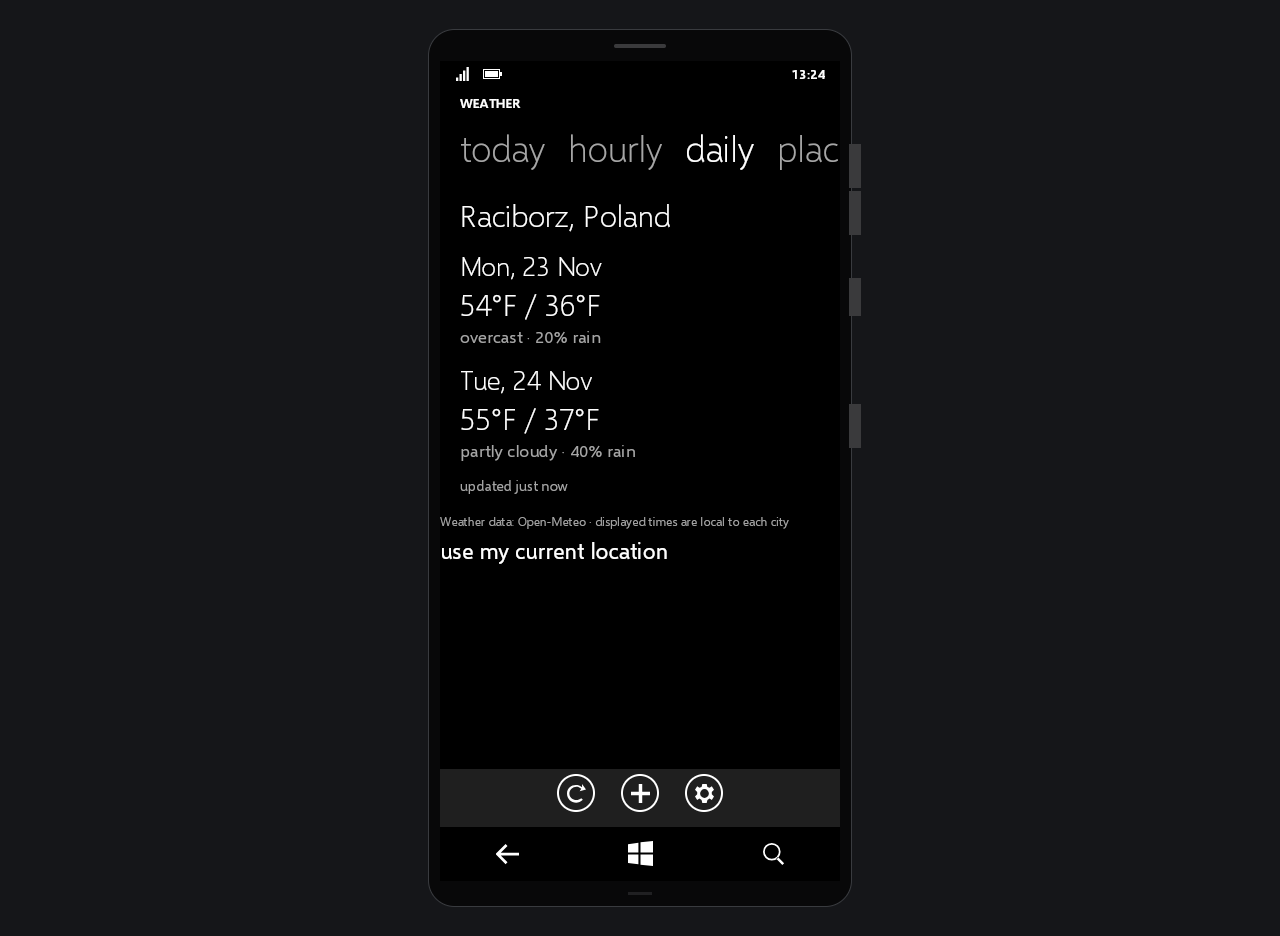 13:24
WEATHER
today hourly daily plac
Raciborz, Poland
Mon, 23 Nov
54°F / 36°F
overcast · 20% rain
Tue, 24 Nov
55°F / 37°F
partly cloudy · 40% rain
updated just now
Weather data: Open-Meteo · displayed times are local to each city
use my current location